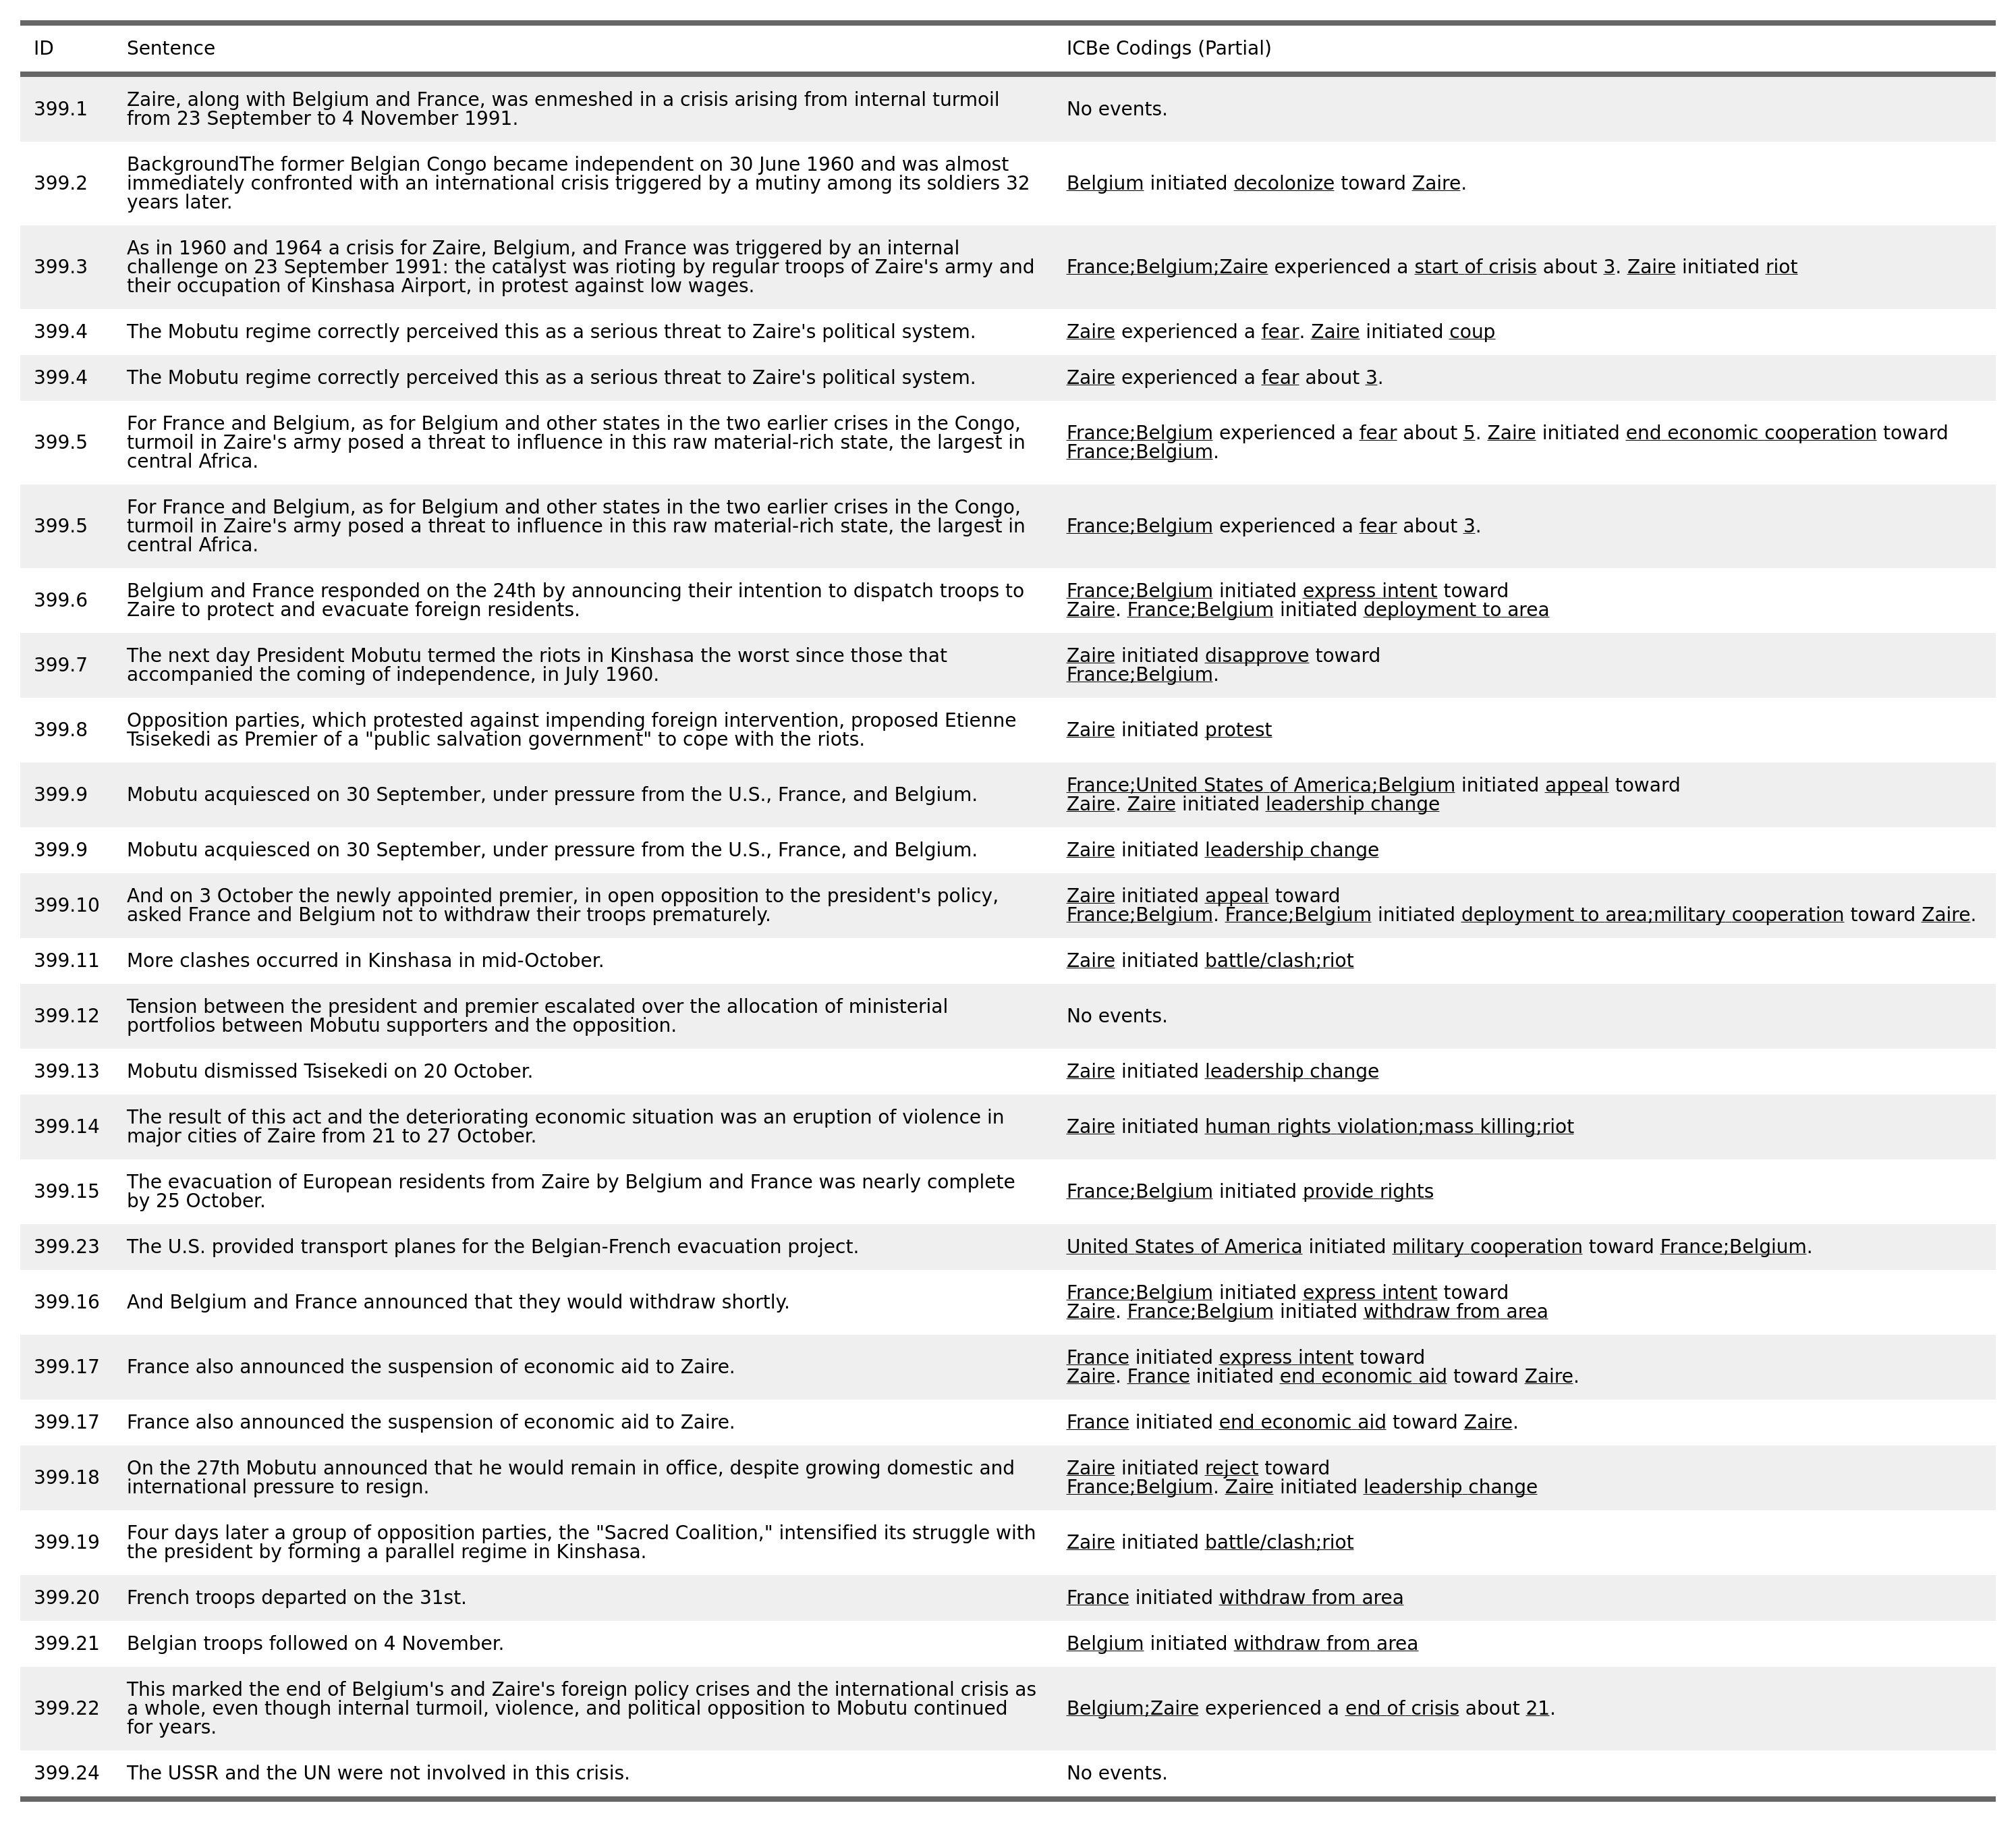 ID Sentence ICBe Codings (Partial)
399.1 Zaire, along with Belgium and France, was enmeshed in a crisis arising from internal turmoil
from 23 September to 4 November 1991. No events.
399.2 BackgroundThe former Belgian Congo became independent on 30 June 1960 and was almost
immediately confronted with an international crisis triggered by a mutiny among its soldiers 32
years later. Belgium initiated decolonize toward Zaire.
399.3 As in 1960 and 1964 a crisis for Zaire, Belgium, and France was triggered by an internal
challenge on 23 September 1991: the catalyst was rioting by regular troops of Zaire's army and
their occupation of Kinshasa Airport, in protest against low wages. France;Belgium;Zaire experienced a start of crisis about 3. Zaire initiated riot
399.4 The Mobutu regime correctly perceived this as a serious threat to Zaire's political system. Zaire experienced a fear. Zaire initiated coup
399.4 The Mobutu regime correctly perceived this as a serious threat to Zaire's political system. Zaire experienced a fear about 3.
399.5 For France and Belgium, as for Belgium and other states in the two earlier crises in the Congo,
turmoil in Zaire's army posed a threat to influence in this raw material-rich state, the largest in
central Africa. France;Belgium experienced a fear about 5. Zaire initiated end economic cooperation toward
France;Belgium.
399.5 For France and Belgium, as for Belgium and other states in the two earlier crises in the Congo,
turmoil in Zaire's army posed a threat to influence in this raw material-rich state, the largest in
central Africa. France;Belgium experienced a fear about 3.
399.6 Belgium and France responded on the 24th by announcing their intention to dispatch troops to
Zaire to protect and evacuate foreign residents. France;Belgium initiated express intent toward
Zaire. France;Belgium initiated deployment to area
399.7 The next day President Mobutu termed the riots in Kinshasa the worst since those that
accompanied the coming of independence, in July 1960. Zaire initiated disapprove toward
France;Belgium.
399.8 Opposition parties, which protested against impending foreign intervention, proposed Etienne
Tsisekedi as Premier of a "public salvation government" to cope with the riots. Zaire initiated protest
399.9 Mobutu acquiesced on 30 September, under pressure from the U.S., France, and Belgium. France;United States of America;Belgium initiated appeal toward
Zaire. Zaire initiated leadership change
399.9 Mobutu acquiesced on 30 September, under pressure from the U.S., France, and Belgium. Zaire initiated leadership change
399.10 And on 3 October the newly appointed premier, in open opposition to the president's policy,
asked France and Belgium not to withdraw their troops prematurely. Zaire initiated appeal toward
France;Belgium. France;Belgium initiated deployment to area;military cooperation toward Zaire.
399.11 More clashes occurred in Kinshasa in mid-October. Zaire initiated battle/clash;riot
399.12 Tension between the president and premier escalated over the allocation of ministerial
portfolios between Mobutu supporters and the opposition. No events.
399.13 Mobutu dismissed Tsisekedi on 20 October. Zaire initiated leadership change
399.14 The result of this act and the deteriorating economic situation was an eruption of violence in
major cities of Zaire from 21 to 27 October. Zaire initiated human rights violation;mass killing;riot
399.15 The evacuation of European residents from Zaire by Belgium and France was nearly complete
by 25 October. France;Belgium initiated provide rights
399.23 The U.S. provided transport planes for the Belgian-French evacuation project. United States of America initiated military cooperation toward France;Belgium.
399.16 And Belgium and France announced that they would withdraw shortly. France;Belgium initiated express intent toward
Zaire. France;Belgium initiated withdraw from area
399.17 France also announced the suspension of economic aid to Zaire. France initiated express intent toward
Zaire. France initiated end economic aid toward Zaire.
399.17 France also announced the suspension of economic aid to Zaire. France initiated end economic aid toward Zaire.
399.18 On the 27th Mobutu announced that he would remain in office, despite growing domestic and
international pressure to resign. Zaire initiated reject toward
France;Belgium. Zaire initiated leadership change
399.19 Four days later a group of opposition parties, the "Sacred Coalition," intensified its struggle with
the president by forming a parallel regime in Kinshasa. Zaire initiated battle/clash;riot
399.20 French troops departed on the 31st. France initiated withdraw from area
399.21 Belgian troops followed on 4 November. Belgium initiated withdraw from area
399.22 This marked the end of Belgium's and Zaire's foreign policy crises and the international crisis as
a whole, even though internal turmoil, violence, and political opposition to Mobutu continued
for years. Belgium;Zaire experienced a end of crisis about 21.
399.24 The USSR and the UN were not involved in this crisis. No events.